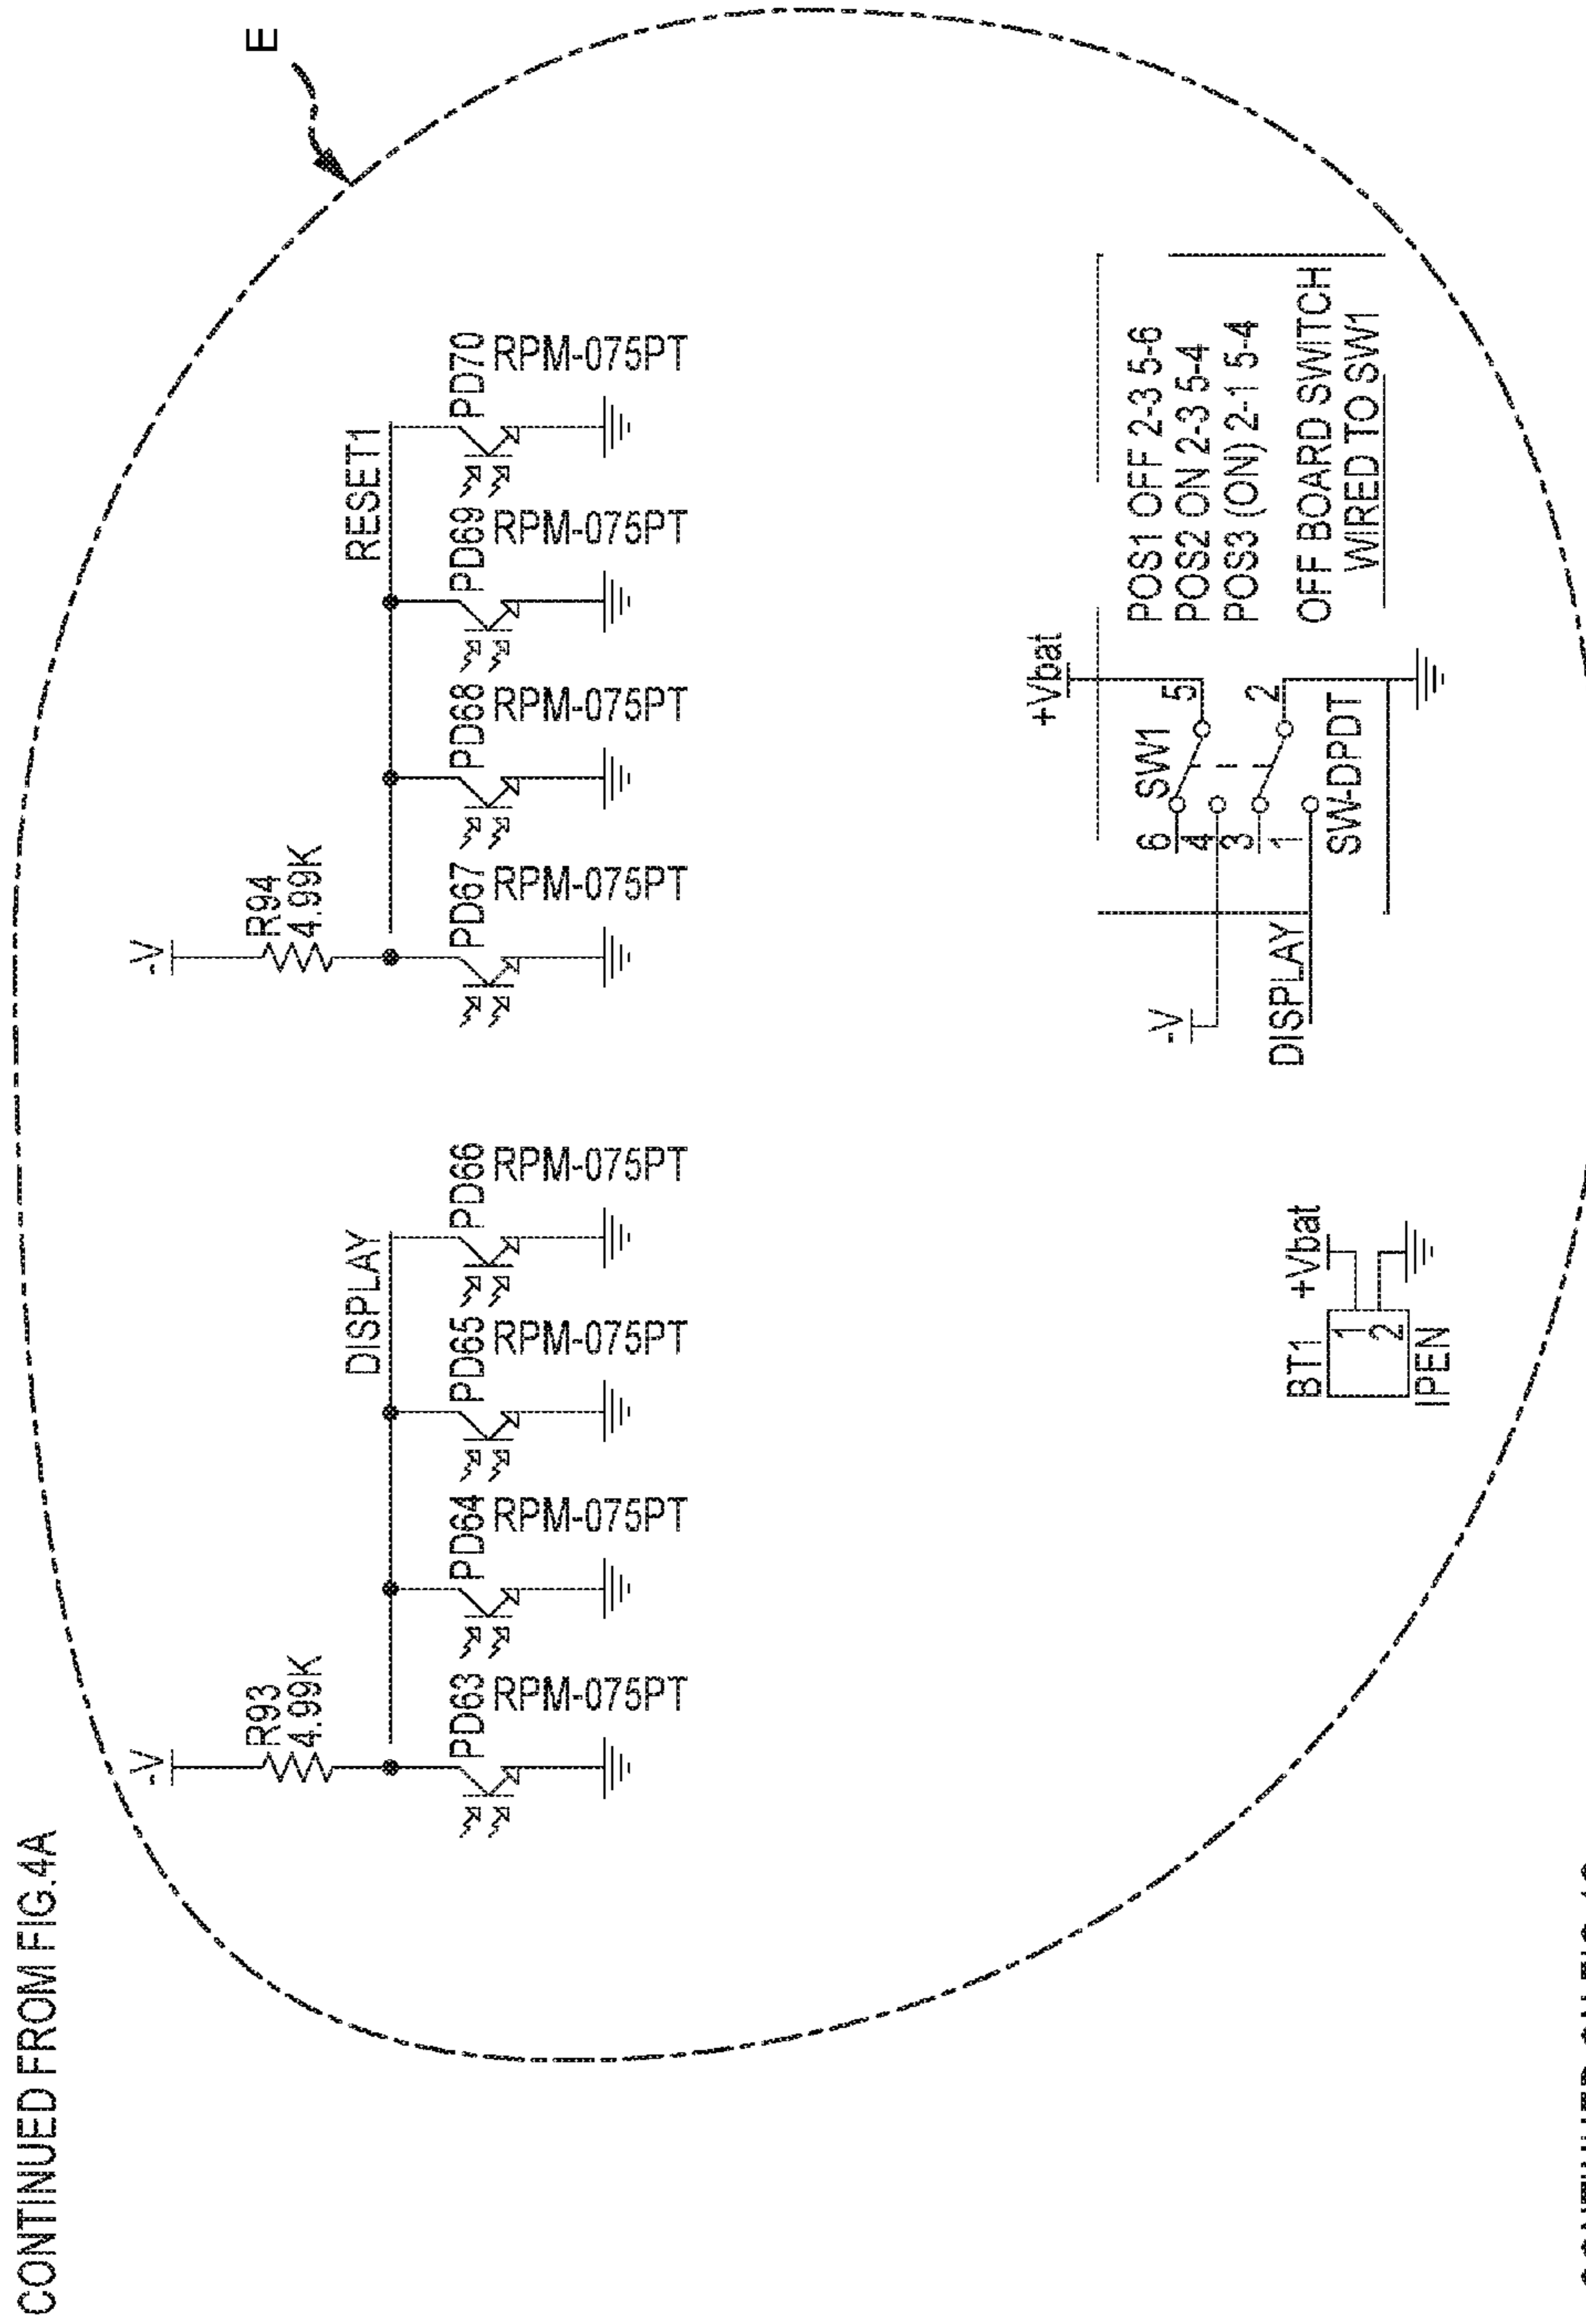 CONTINUED FROM FIG.4A
E
-V
R93
4.99K
DISPLAY
PD63
RPM-075PT
PD64
RPM-075PT
PD65
RPM-075PT
PD66
RPM-075PT
-V
R94
4.99K
RESET1
PD67
RPM-075PT
PD68
RPM-075PT
PD69
RPM-075PT
PD70
RPM-075PT
BT1
1
2
IPEN
+Vbat
-V
DISPLAY
+Vbat
SW1
6
4
3
1
5
2
SW-DPDT
POS1 OFF 2-3 5-6
POS2 ON 2-3 5-4
POS3 (ON) 2-1 5-4
OFF BOARD SWITCH
WIRED TO SW1